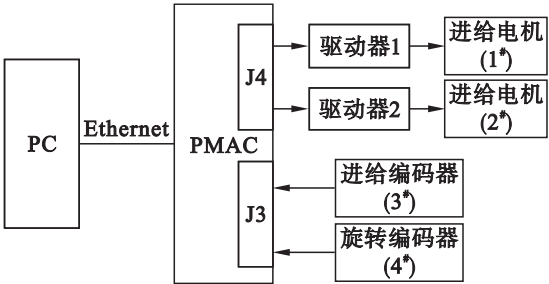 PC
Ethernet
PMAC
J4
J3
驱动器1
进给电机
(1#)
驱动器2
进给电机
(2#)
进给编码器
(3#)
旋转编码器
(4#)